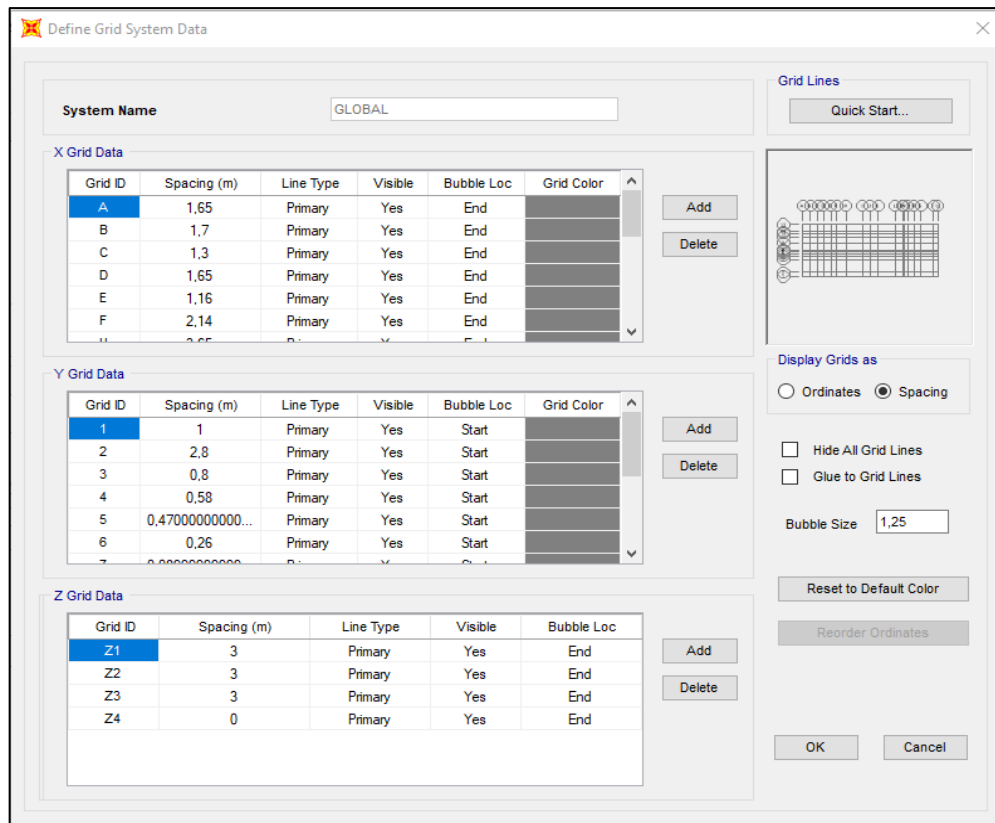 Define Grid System Data
System Name GLOBAL
Grid Lines
Quick Start...
X Grid Data
Grid ID Spacing (m) Line Type Visible Bubble Loc Grid Color
A 1,65 Primary Yes End
B 1,7 Primary Yes End
C 1,3 Primary Yes End
D 1,65 Primary Yes End
E 1,16 Primary Yes End
F 2,14 Primary Yes End
Add
Delete
Y Grid Data
Grid ID Spacing (m) Line Type Visible Bubble Loc Grid Color
1 1 Primary Yes Start
2 2,8 Primary Yes Start
3 0,8 Primary Yes Start
4 0,58 Primary Yes Start
5 0,47000000000... Primary Yes Start
6 0,26 Primary Yes Start
Add
Delete
Display Grids as
Ordinates Spacing
Hide All Grid Lines
Glue to Grid Lines
Bubble Size 1,25
Z Grid Data
Grid ID Spacing (m) Line Type Visible Bubble Loc
Z1 3 Primary Yes End
Z2 3 Primary Yes End
Z3 3 Primary Yes End
Z4 0 Primary Yes End
Add
Delete
Reset to Default Color
Reorder Ordinates
OK Cancel